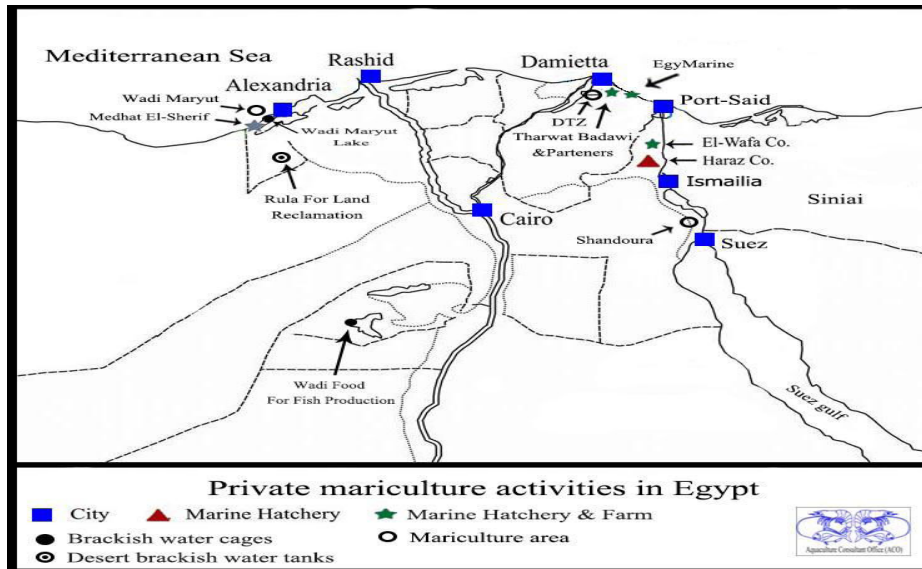 Mediterranean Sea
Rashid
Damietta
EgyMarine
Alexandria
Wadi Maryut
Medhat El-Sherif
Wadi Maryut
Lake
DTZ
Tharwat Badawi
&Parteners
Port-Said
El-Wafa Co.
Haraz Co.
Ismailia
Rula For Land
Reclamation
Cairo
Siniai
Shandoura
Suez
Wadi Food
For Fish Production
Suez gulf
Private mariculture activities in Egypt
City
Marine Hatchery
Marine Hatchery & Farm
Brackish water cages
Mariculture area
Desert brackish water tanks
Aquaculture Consultant Office (ACO)